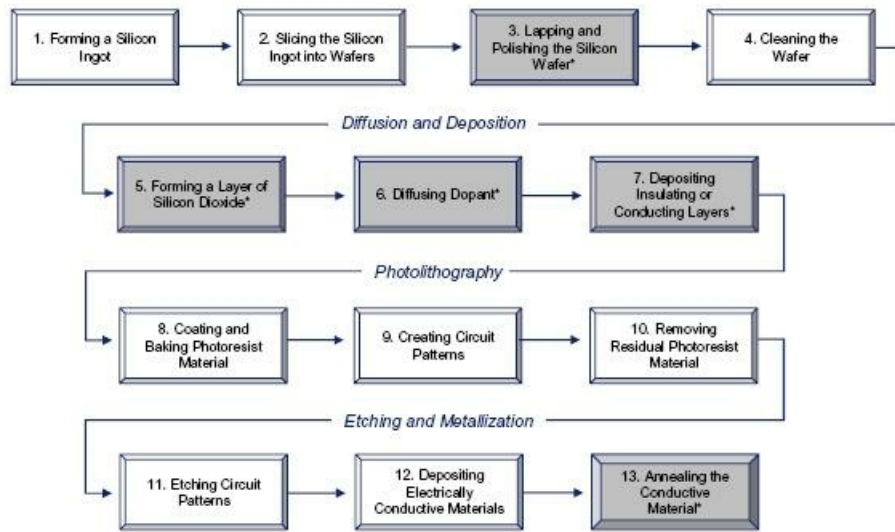 1. Forming a Silicon
Ingot
2. Slicing the Silicon
Ingot into Wafers
3. Lapping and
Polishing the Silicon
Wafer*
4. Cleaning the
Wafer
Diffusion and Deposition
5. Forming a Layer of
Silicon Dioxide*
6. Diffusing Dopant*
7. Depositing
Insulating or
Conducting Layers*
Photolithography
8. Coating and
Baking Photoresist
Material
9. Creating Circuit
Patterns
10. Removing
Residual Photoresist
Material
Etching and Metallization
11. Etching Circuit
Patterns
12. Depositing
Electrically
Conductive Materials
13. Annealing the
Conductive
Material*